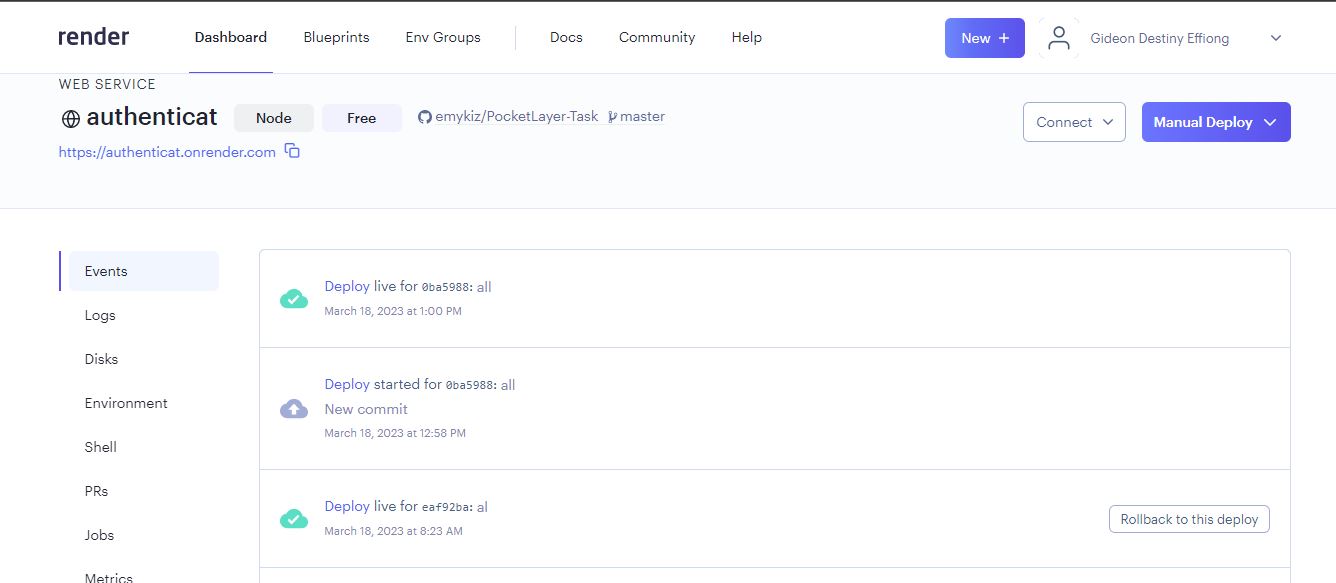 render Dashboard Blueprints Env Groups Docs Community Help New + Gideon Destiny Effiong
WEB SERVICE
authenticat Node Free emykiz/PocketLayer-Task master Connect Manual Deploy
https://authenticat.onrender.com
Events
Logs
Disks
Environment
Shell
PRs
Jobs
Metrics
Deploy live for 0ba5988: all
March 18, 2023 at 1:00 PM
Deploy started for 0ba5988: all
New commit
March 18, 2023 at 12:58 PM
Deploy live for eaf92ba: al
March 18, 2023 at 8:23 AM
Rollback to this deploy